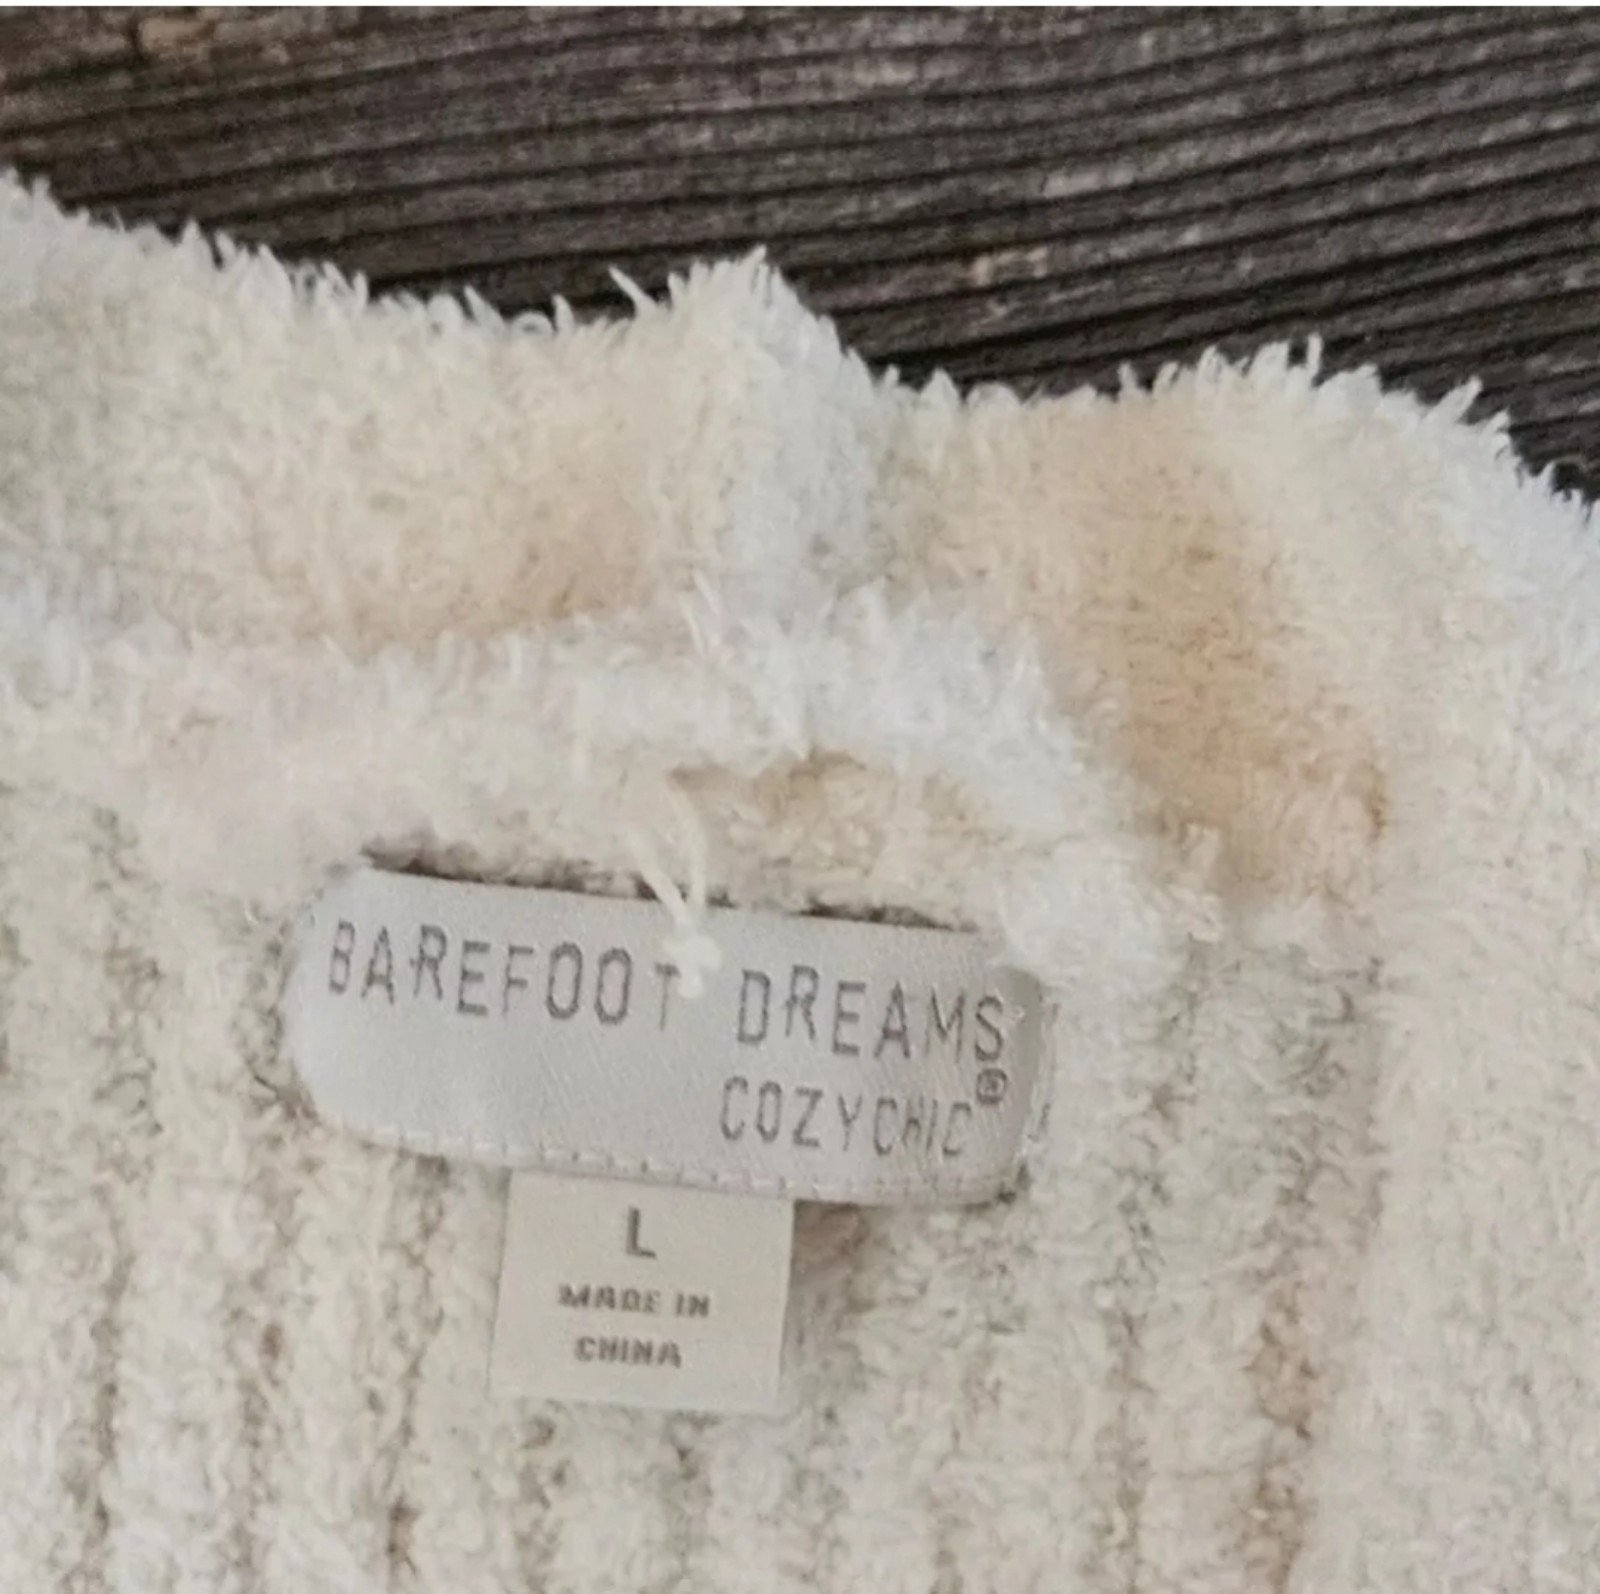 BAREFOOT DREAMS
COZYCHIC®
L
MADE IN
CHINA